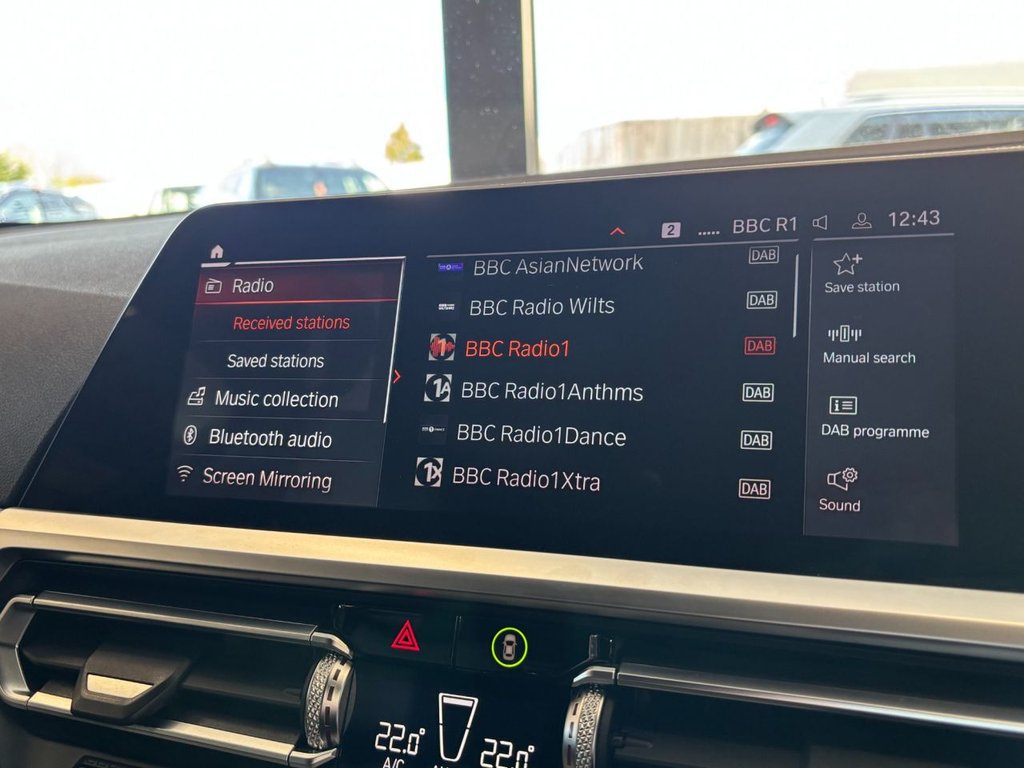 2 ..... BBC R1 12:43
Radio
Received stations
Saved stations
Music collection
Bluetooth audio
Screen Mirroring
BBC AsianNetwork DAB
BBC Radio Wilts DAB
BBC Radio1 DAB
1A BBC Radio1Anthms DAB
BBC Radio1Dance DAB
1X BBC Radio1Xtra DAB
Save station
Manual search
DAB programme
Sound
22.0°
A/C
22.0°